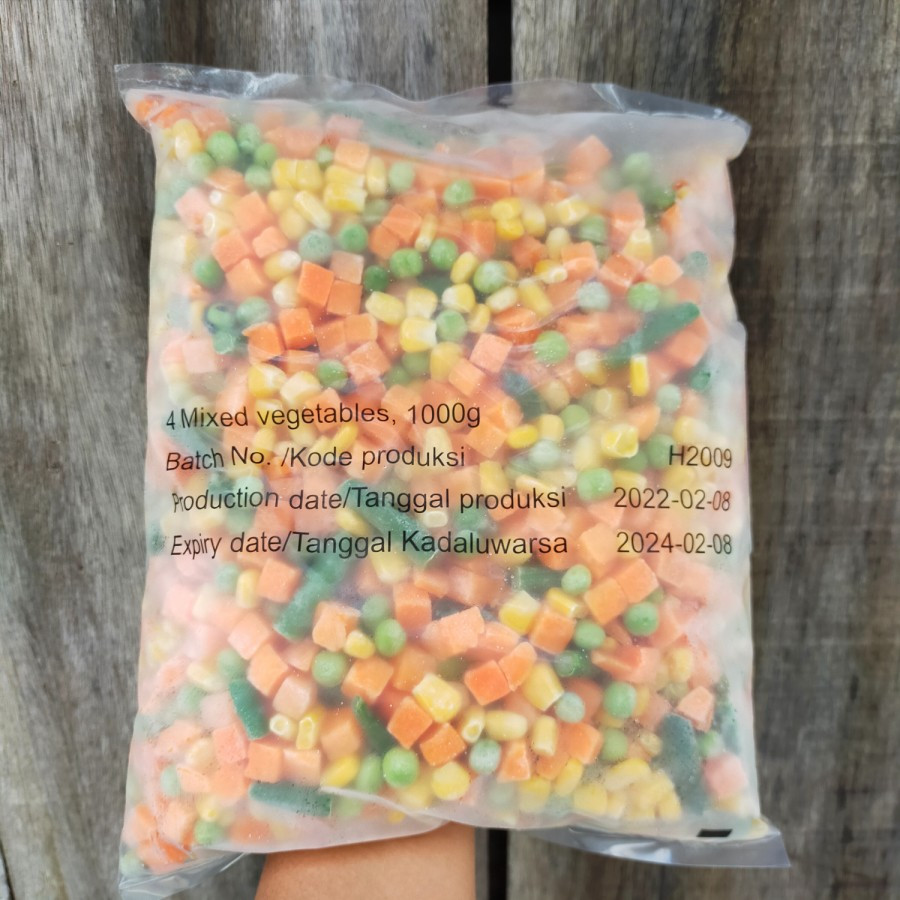 4 Mixed vegetables, 1000g
Batch No. /Kode produksi H2009
Production date/Tanggal produksi 2022-02-08
Expiry date/Tanggal Kadaluwarsa 2024-02-08